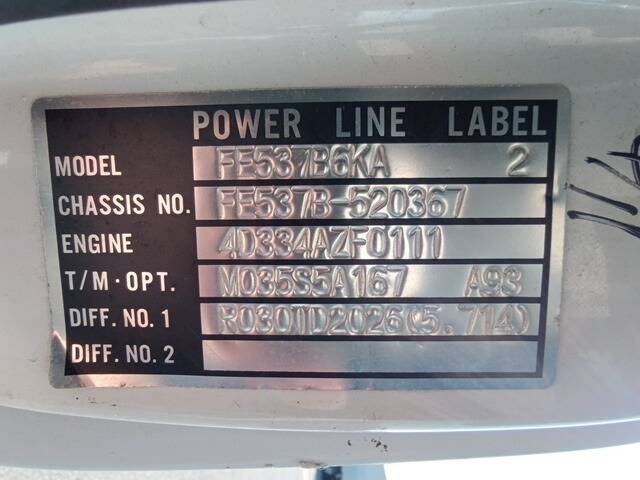 POWER LINE LABEL
MODEL FE537B6KA 2
CHASSIS NO. FE537B-520367
ENGINE 4D334AZF0111
T/M·OPT. M035S5A167 A93
DIFF. NO. 1 R030TD2026(5.714)
DIFF. NO. 2